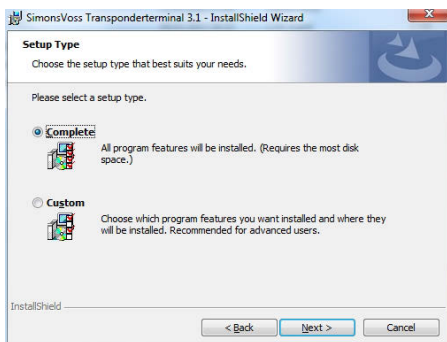 SimonsVoss Transponderterminal 3.1 - InstallShield Wizard
Setup Type
Choose the setup type that best suits your needs.
Please select a setup type.
Complete
All program features will be installed. (Requires the most disk
space.)
Custom
Choose which program features you want installed and where they
will be installed. Recommended for advanced users.
InstallShield
< Back
Next >
Cancel